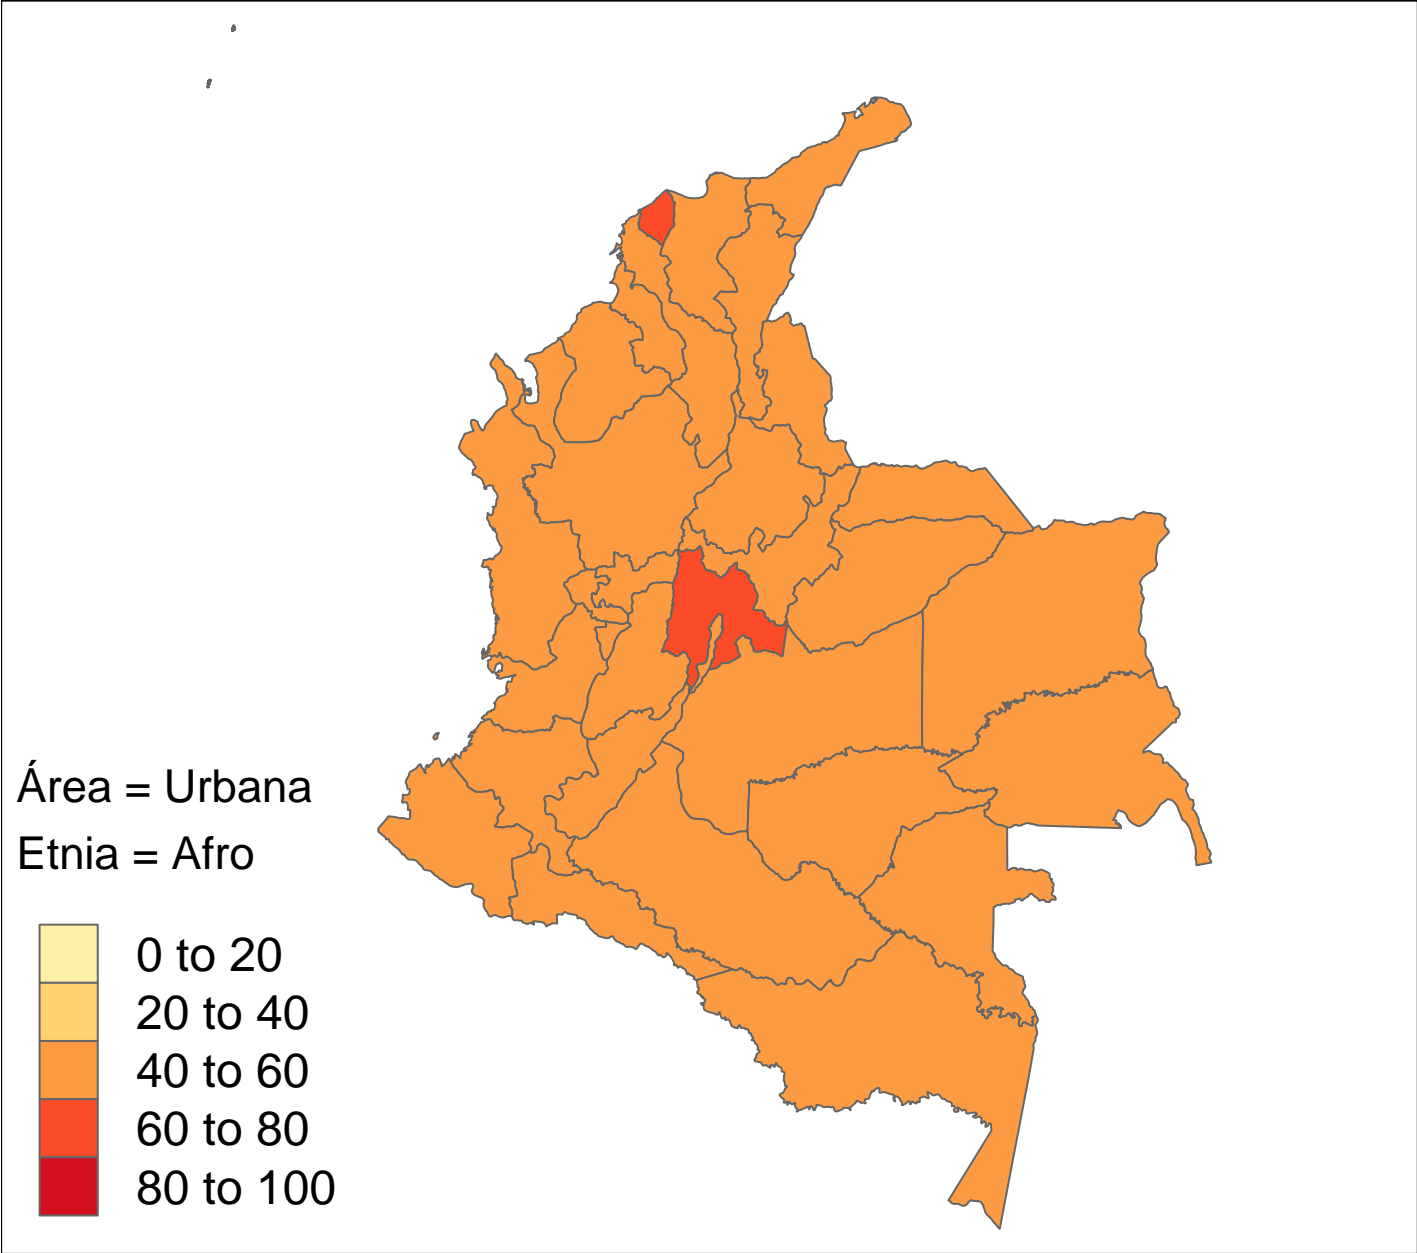 Área = Urbana
Etnia = Afro
0 to 20
20 to 40
40 to 60
60 to 80
80 to 100